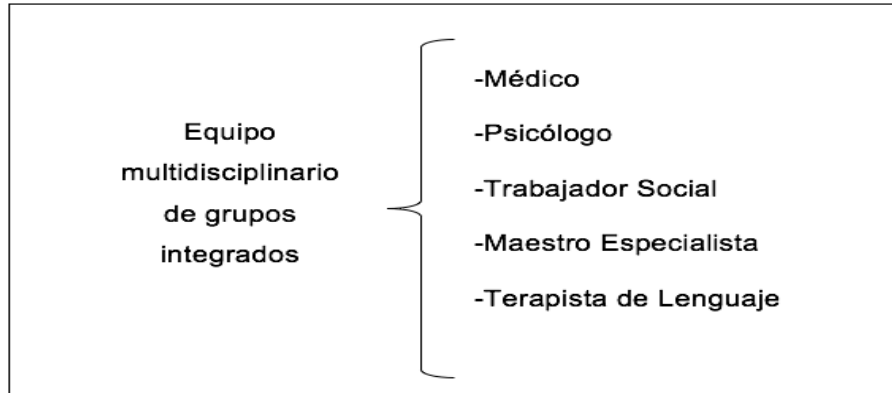 Equipo
multidisciplinario
de grupos
integrados
-Médico
-Psicólogo
-Trabajador Social
-Maestro Especialista
-Terapista de Lenguaje